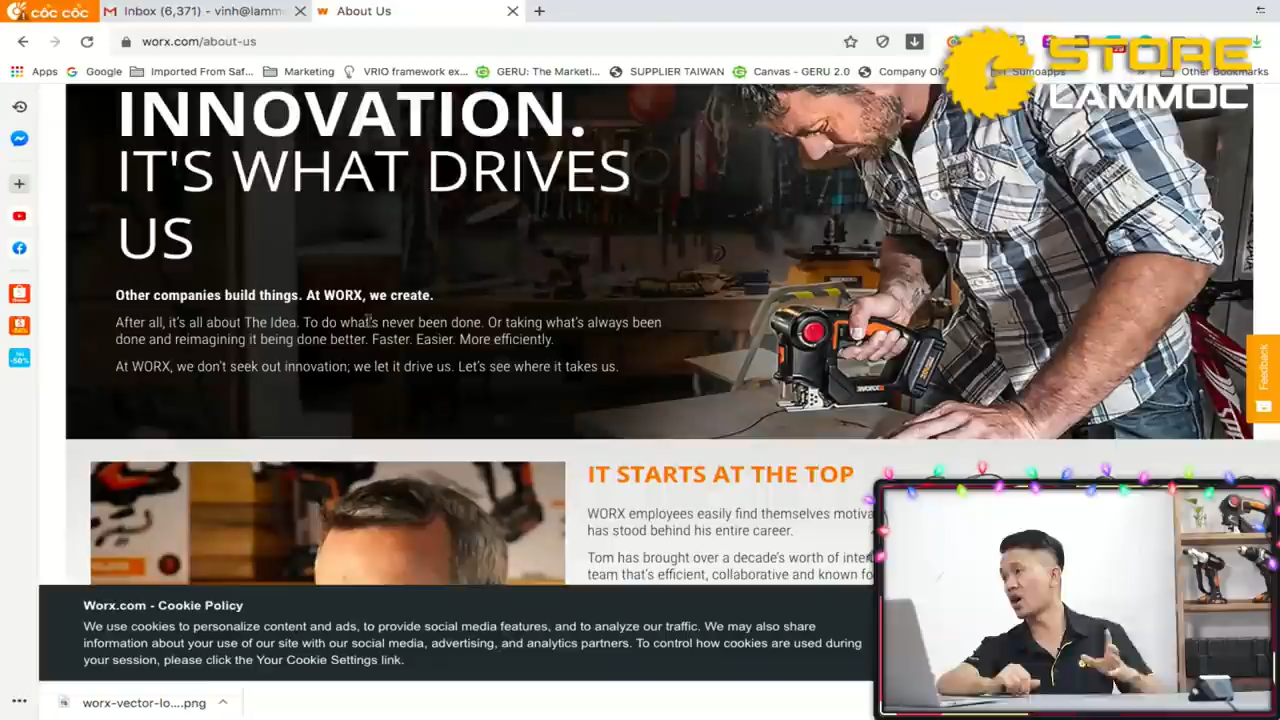 cốc cốc
Inbox (6,371) - vinh@lamm
About Us
worx.com/about-us
STORE
LAMMOC
Apps
Google
Imported From Saf...
Marketing
VRIO framework ex...
GERU: The Marketi...
SUPPLIER TAIWAN
Canvas - GERU 2.0
Company OK
Sumoapps
Other Bookmarks
INNOVATION.
IT'S WHAT DRIVES
US
Other companies build things. At WORX, we create.
After all, it's all about The Idea. To do what's never been done. Or taking what's always been
done and reimagining it being done better. Faster. Easier. More efficiently.
At WORX, we don't seek out innovation; we let it drive us. Let's see where it takes us.
WORX
Feedback
IT STARTS AT THE TOP
WORX employees easily find themselves motiva
has stood behind his entire career.
Tom has brought over a decade's worth of inter
team that's efficient, collaborative and known fo
Worx.com - Cookie Policy
We use cookies to personalize content and ads, to provide social media features, and to analyze our traffic. We may also share
information about your use of our site with our social media, advertising, and analytics partners. To control how cookies are used during
your session, please click the Your Cookie Settings link.
worx-vector-lo....png